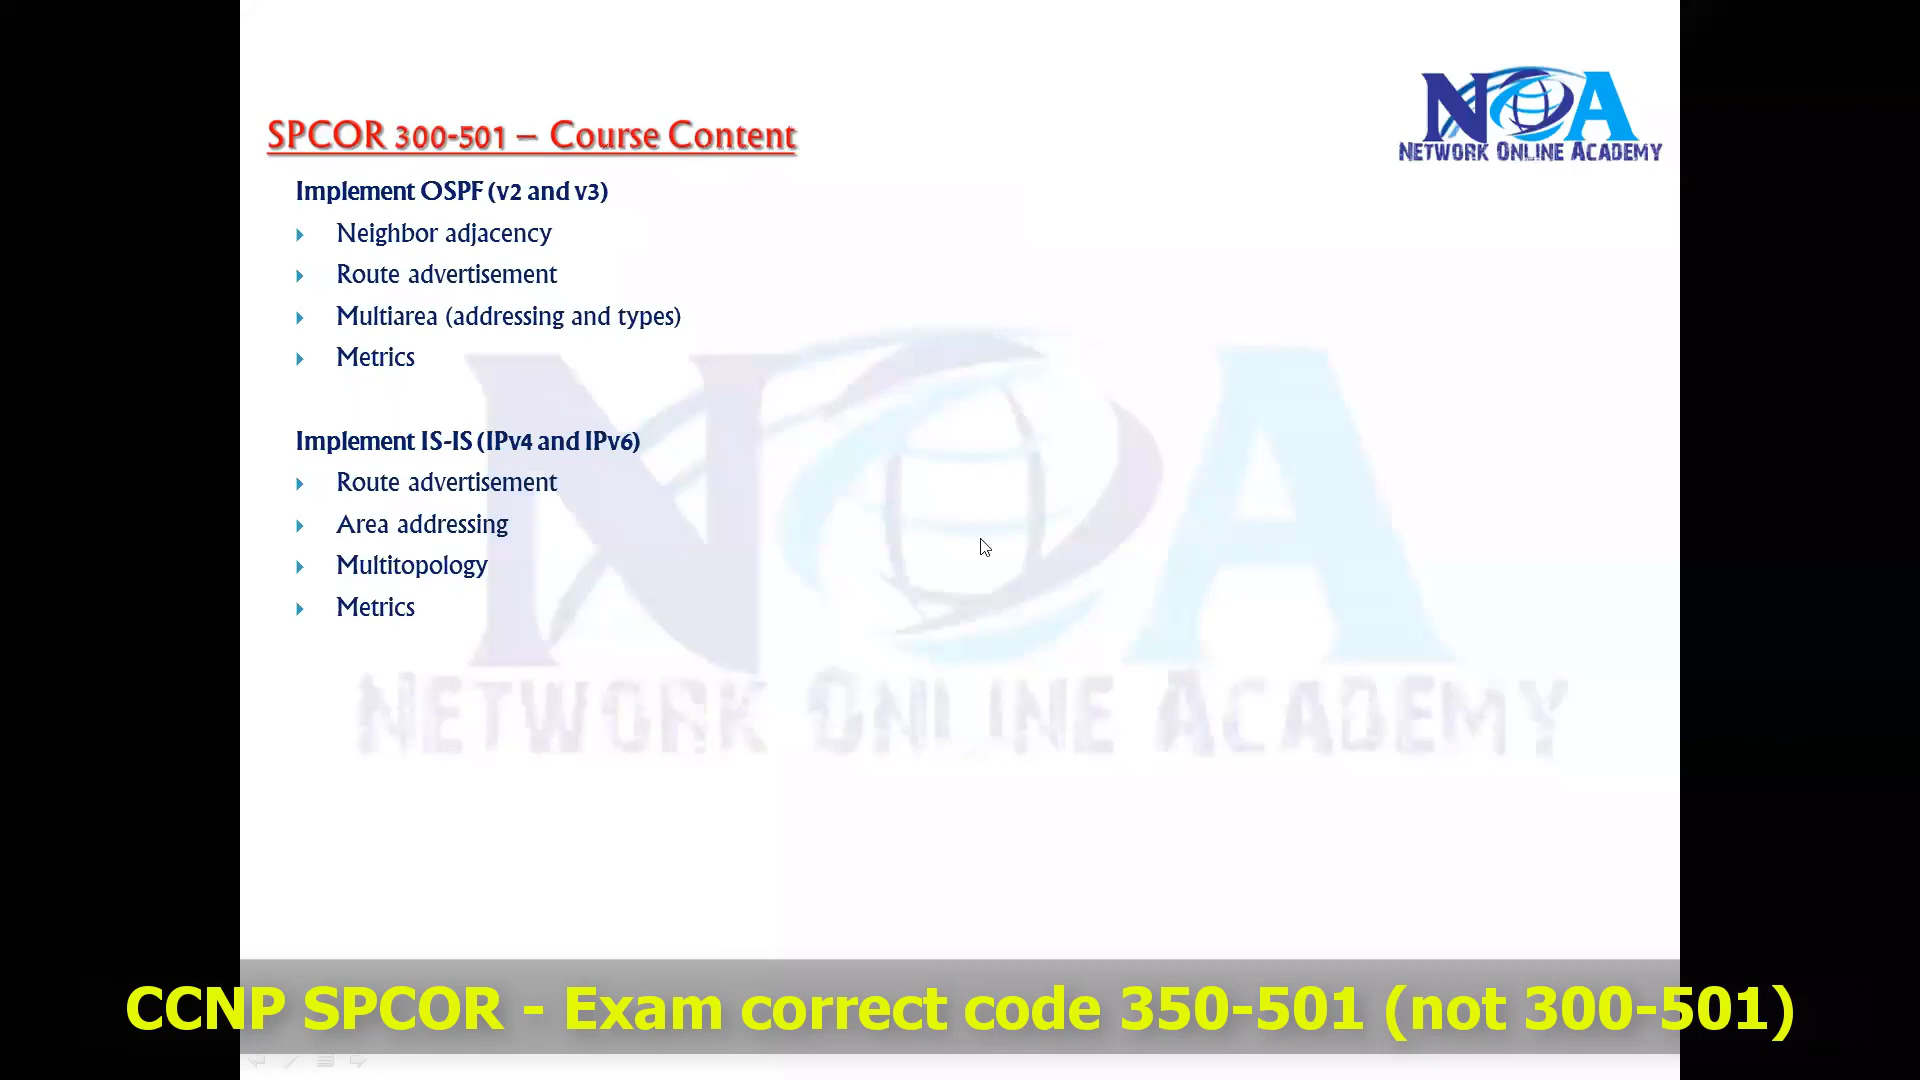 SPCOR 300-501 – Course Content
NOA
NETWORK ONLINE ACADEMY
Implement OSPF (v2 and v3)
Neighbor adjacency
Route advertisement
Multiarea (addressing and types)
Metrics
Implement IS-IS (IPv4 and IPv6)
Route advertisement
Area addressing
Multitopology
Metrics
NOA
NETWORK ONLINE ACADEMY
CCNP SPCOR - Exam correct code 350-501 (not 300-501)